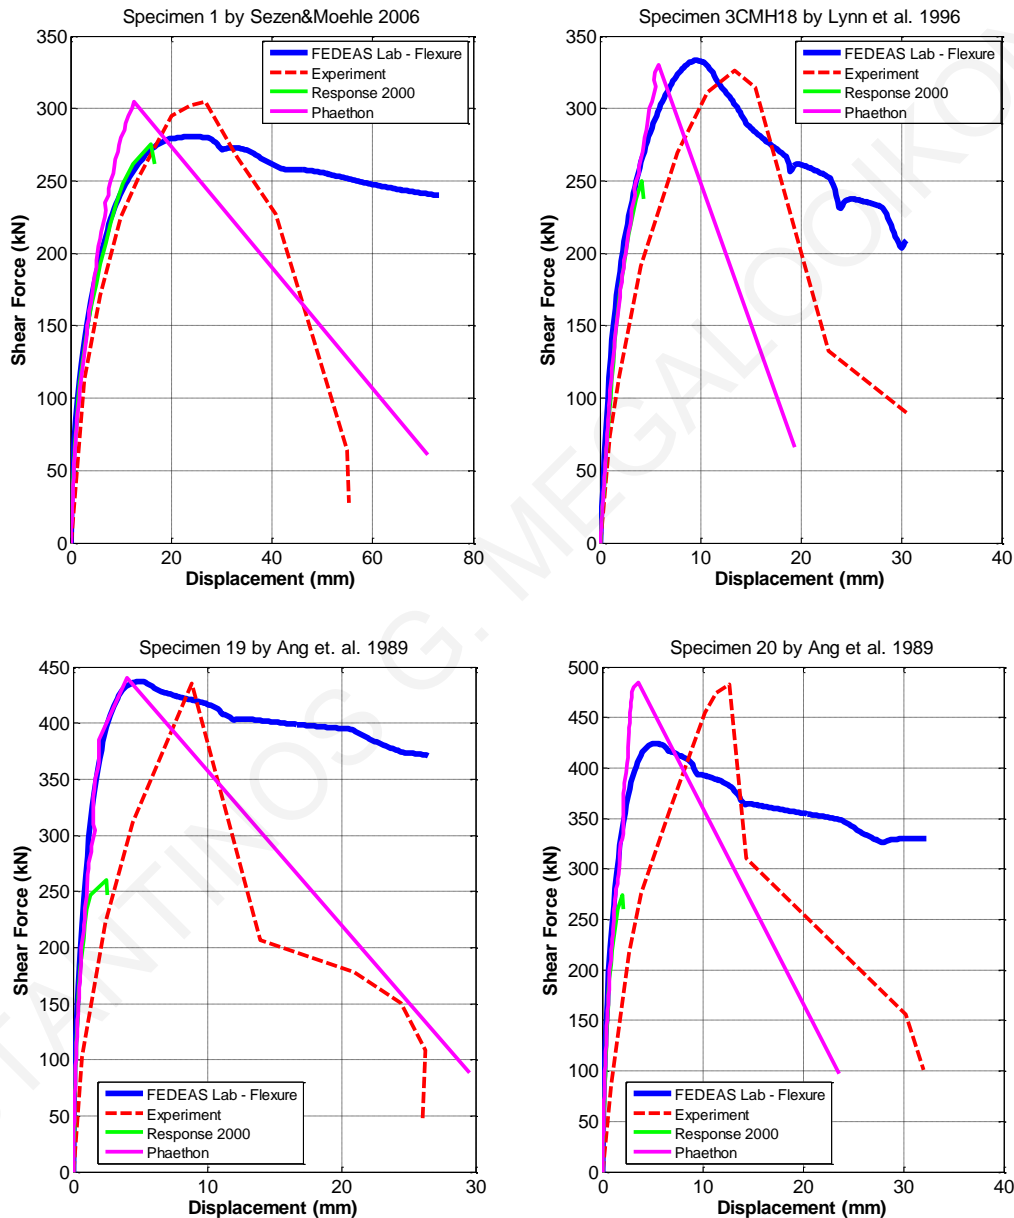 Specimen 1 by Sezen&Moehle 2006
350
300
250
200
150
100
50
0
Shear Force (kN)
FEDEAS Lab - Flexure
Experiment
Response 2000
Phaethon
0 20 40 60 80
Displacement (mm)
Specimen 3CMH18 by Lynn et al. 1996
350
300
250
200
150
100
50
0
Shear Force (kN)
FEDEAS Lab - Flexure
Experiment
Response 2000
Phaethon
0 10 20 30 40
Displacement (mm)
Specimen 19 by Ang et. al. 1989
450
400
350
300
250
200
150
100
50
0
Shear Force (kN)
FEDEAS Lab - Flexure
Experiment
Response 2000
Phaethon
0 10 20 30
Displacement (mm)
Specimen 20 by Ang et al. 1989
500
450
400
350
300
250
200
150
100
50
0
Shear Force (kN)
FEDEAS Lab - Flexure
Experiment
Response 2000
Phaethon
0 10 20 30 40
Displacement (mm)
TANTINOS G. MEGALOOIKO